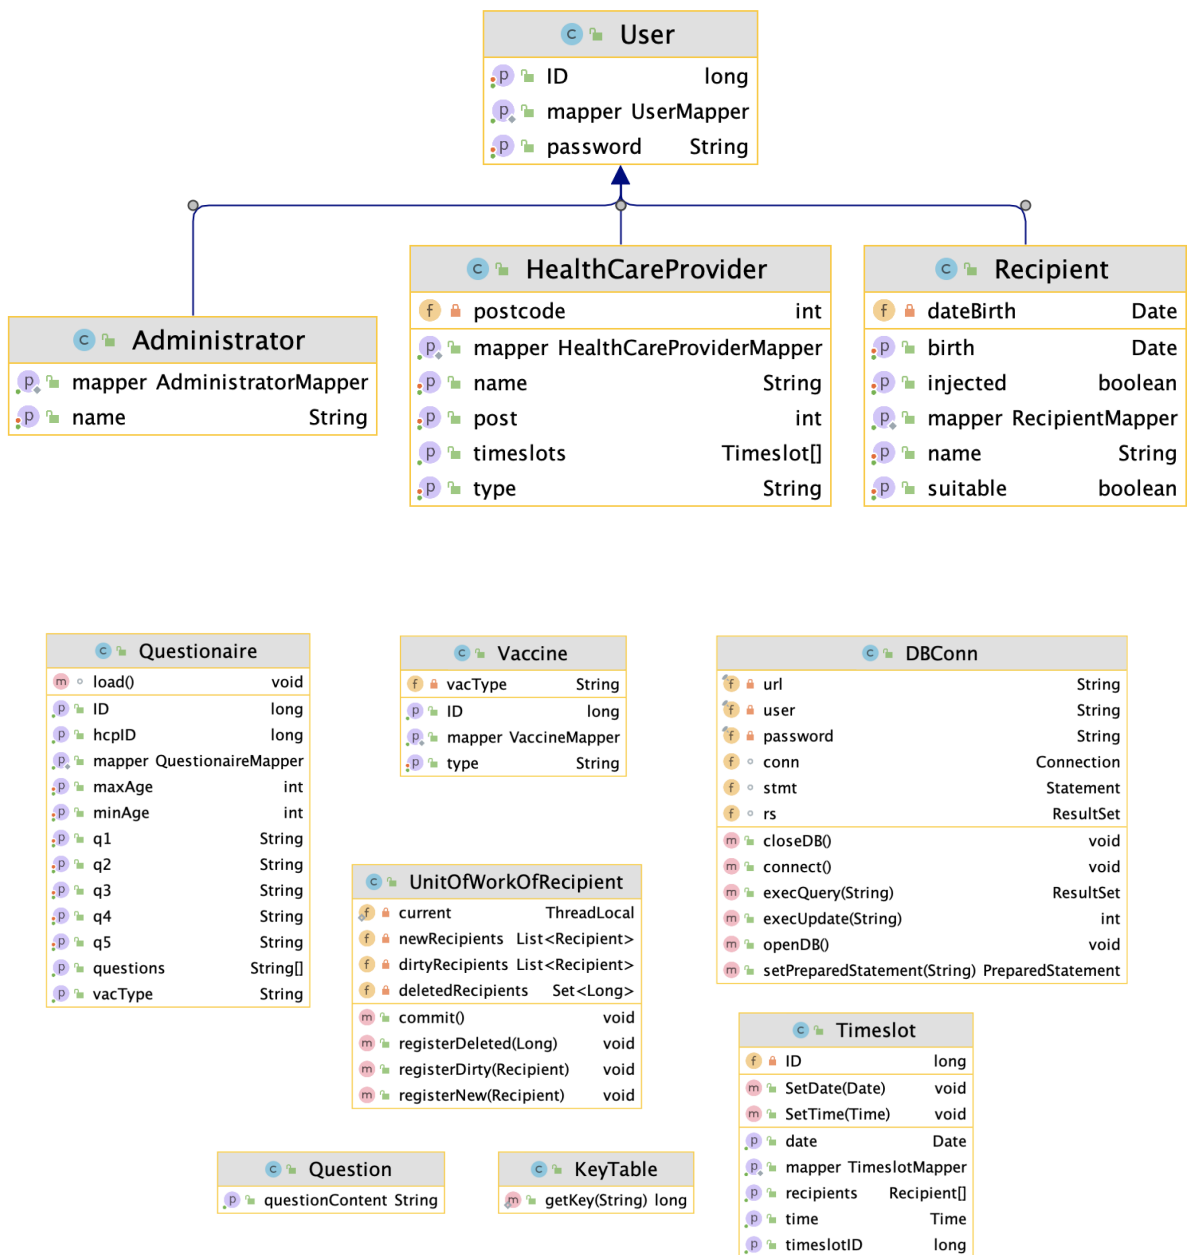 User
ID long
mapper UserMapper
password String
Administrator
mapper AdministratorMapper
name String
HealthCareProvider
postcode int
mapper HealthCareProviderMapper
name String
post int
timeslots Timeslot[]
type String
Recipient
dateBirth Date
birth Date
injected boolean
mapper RecipientMapper
name String
suitable boolean
Questionaire
load() void
ID long
hcpID long
mapper QuestionaireMapper
maxAge int
minAge int
q1 String
q2 String
q3 String
q4 String
q5 String
questions String[]
vacType String
Vaccine
vacType String
ID long
mapper VaccineMapper
type String
DBConn
url String
user String
password String
conn Connection
stmt Statement
rs ResultSet
closeDB() void
connect() void
execQuery(String) ResultSet
execUpdate(String) int
openDB() void
setPreparedStatement(String) PreparedStatement
UnitOfWorkOfRecipient
current ThreadLocal
newRecipients List<Recipient>
dirtyRecipients List<Recipient>
deletedRecipients Set<Long>
commit() void
registerDeleted(Long) void
registerDirty(Recipient) void
registerNew(Recipient) void
Timeslot
ID long
SetDate(Date) void
SetTime(Time) void
date Date
mapper TimeslotMapper
recipients Recipient[]
time Time
timeslotID long
Question
questionContent String
KeyTable
getKey(String) long